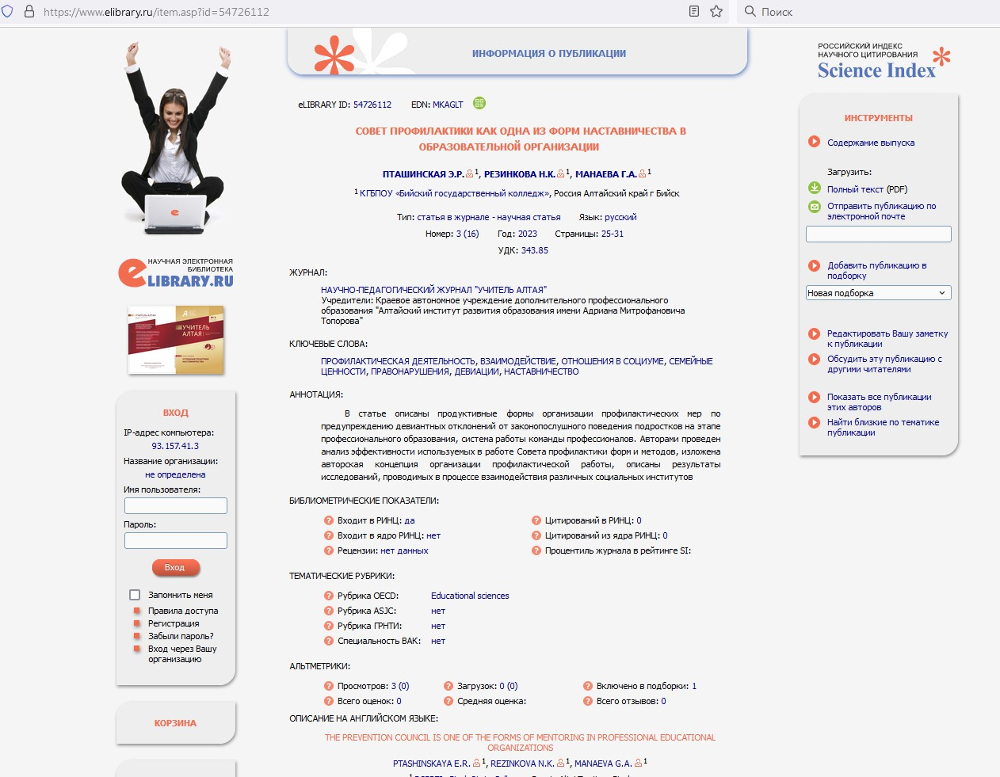 https://www.elibrary.ru/item.asp?id=54726112
Поиск
НАУЧНАЯ ЭЛЕКТРОННАЯ
БИБЛИОТЕКА
eLIBRARY.RU
УЧИТЕЛЬ АЛТАЯ
УЧИТЕЛЬ
АЛТАЯ
ВХОД
IP-адрес компьютера:
93.157.41.3
Название организации:
не определена
Имя пользователя:
Пароль:
Вход
Запомнить меня
Правила доступа
Регистрация
Забыли пароль?
Вход через Вашу
организацию
КОРЗИНА
ИНФОРМАЦИЯ О ПУБЛИКАЦИИ
eLIBRARY ID: 54726112 EDN: MKAGLT
СОВЕТ ПРОФИЛАКТИКИ КАК ОДНА ИЗ ФОРМ НАСТАВНИЧЕСТВА В
ОБРАЗОВАТЕЛЬНОЙ ОРГАНИЗАЦИИ
ПТАШИНСКАЯ Э.Р. 1, РЕЗИНКОВА Н.К. 1, МАНАЕВА Г.А. 1
1 КГБПОУ «Бийский государственный колледж», Россия Алтайский край г Бийск
Тип: статья в журнале - научная статья Язык: русский
Номер: 3 (16) Год: 2023 Страницы: 25-31
УДК: 343.85
ЖУРНАЛ:
НАУЧНО-ПЕДАГОГИЧЕСКИЙ ЖУРНАЛ "УЧИТЕЛЬ АЛТАЯ"
Учредители: Краевое автономное учреждение дополнительного профессионального
образования "Алтайский институт развития образования имени Адриана Митрофановича
Топорова"
КЛЮЧЕВЫЕ СЛОВА:
ПРОФИЛАКТИЧЕСКАЯ ДЕЯТЕЛЬНОСТЬ, ВЗАИМОДЕЙСТВИЕ, ОТНОШЕНИЯ В СОЦИУМЕ, СЕМЕЙНЫЕ
ЦЕННОСТИ, ПРАВОНАРУШЕНИЯ, ДЕВИАЦИИ, НАСТАВНИЧЕСТВО
АННОТАЦИЯ:
В статье описаны продуктивные формы организации профилактических мер по
предупреждению девиантных отклонений от законопослушного поведения подростков на этапе
профессионального образования, система работы команды профессионалов. Авторами проведен
анализ эффективности используемых в работе Совета профилактики форм и методов, изложена
авторская концепция организации профилактической работы, описаны результаты
исследований, проводимых в процессе взаимодействия различных социальных институтов
БИБЛИОМЕТРИЧЕСКИЕ ПОКАЗАТЕЛИ:
Входит в РИНЦ: да Цитирований в РИНЦ: 0
Входит в ядро РИНЦ: нет Цитирований из ядра РИНЦ: 0
Рецензии: нет данных Процентиль журнала в рейтинге SI:
ТЕМАТИЧЕСКИЕ РУБРИКИ:
Рубрика OECD: Educational sciences
Рубрика ASJC: нет
Рубрика ГРНТИ: нет
Специальность ВАК: нет
АЛЬТМЕТРИКИ:
Просмотров: 3 (0) Загрузок: 0 (0) Включено в подборки: 1
Всего оценок: 0 Средняя оценка: Всего отзывов: 0
ОПИСАНИЕ НА АНГЛИЙСКОМ ЯЗЫКЕ:
THE PREVENTION COUNCIL IS ONE OF THE FORMS OF MENTORING IN PROFESSIONAL EDUCATIONAL
ORGANIZATIONS
PTASHINSKAYA E.R. 1, REZINKOVA N.K. 1, MANAEVA G.A. 1
РОССИЙСКИЙ ИНДЕКС
НАУЧНОГО ЦИТИРОВАНИЯ
Science Index
ИНСТРУМЕНТЫ
Содержание выпуска
Загрузить:
Полный текст (PDF)
Отправить публикацию по
электронной почте
Добавить публикацию в
подборку
Новая подборка
Редактировать Вашу заметку
к публикации
Обсудить эту публикацию с
другими читателями
Показать все публикации
этих авторов
Найти близкие по тематике
публикации